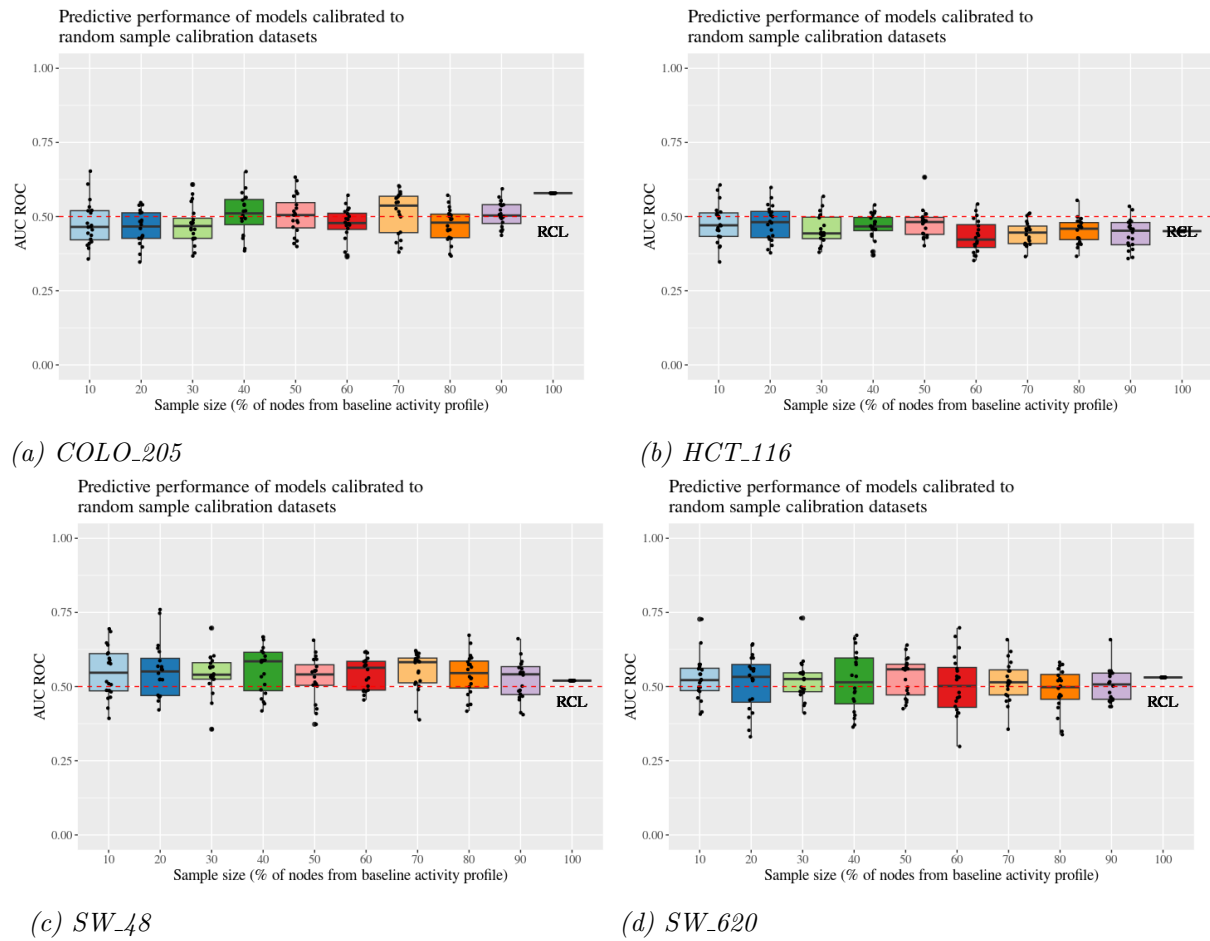 Predictive performance of models calibrated to
random sample calibration datasets
1.00
0.75
0.50
0.25
0.00
AUC ROC
RCL
10 20 30 40 50 60 70 80 90 100
Sample size (% of nodes from baseline activity profile)
(a) COLO_205
Predictive performance of models calibrated to
random sample calibration datasets
1.00
0.75
0.50
0.25
0.00
AUC ROC
RCL
10 20 30 40 50 60 70 80 90 100
Sample size (% of nodes from baseline activity profile)
(b) HCT_116
Predictive performance of models calibrated to
random sample calibration datasets
1.00
0.75
0.50
0.25
0.00
AUC ROC
RCL
10 20 30 40 50 60 70 80 90 100
Sample size (% of nodes from baseline activity profile)
(c) SW_48
Predictive performance of models calibrated to
random sample calibration datasets
1.00
0.75
0.50
0.25
0.00
AUC ROC
RCL
10 20 30 40 50 60 70 80 90 100
Sample size (% of nodes from baseline activity profile)
(d) SW_620